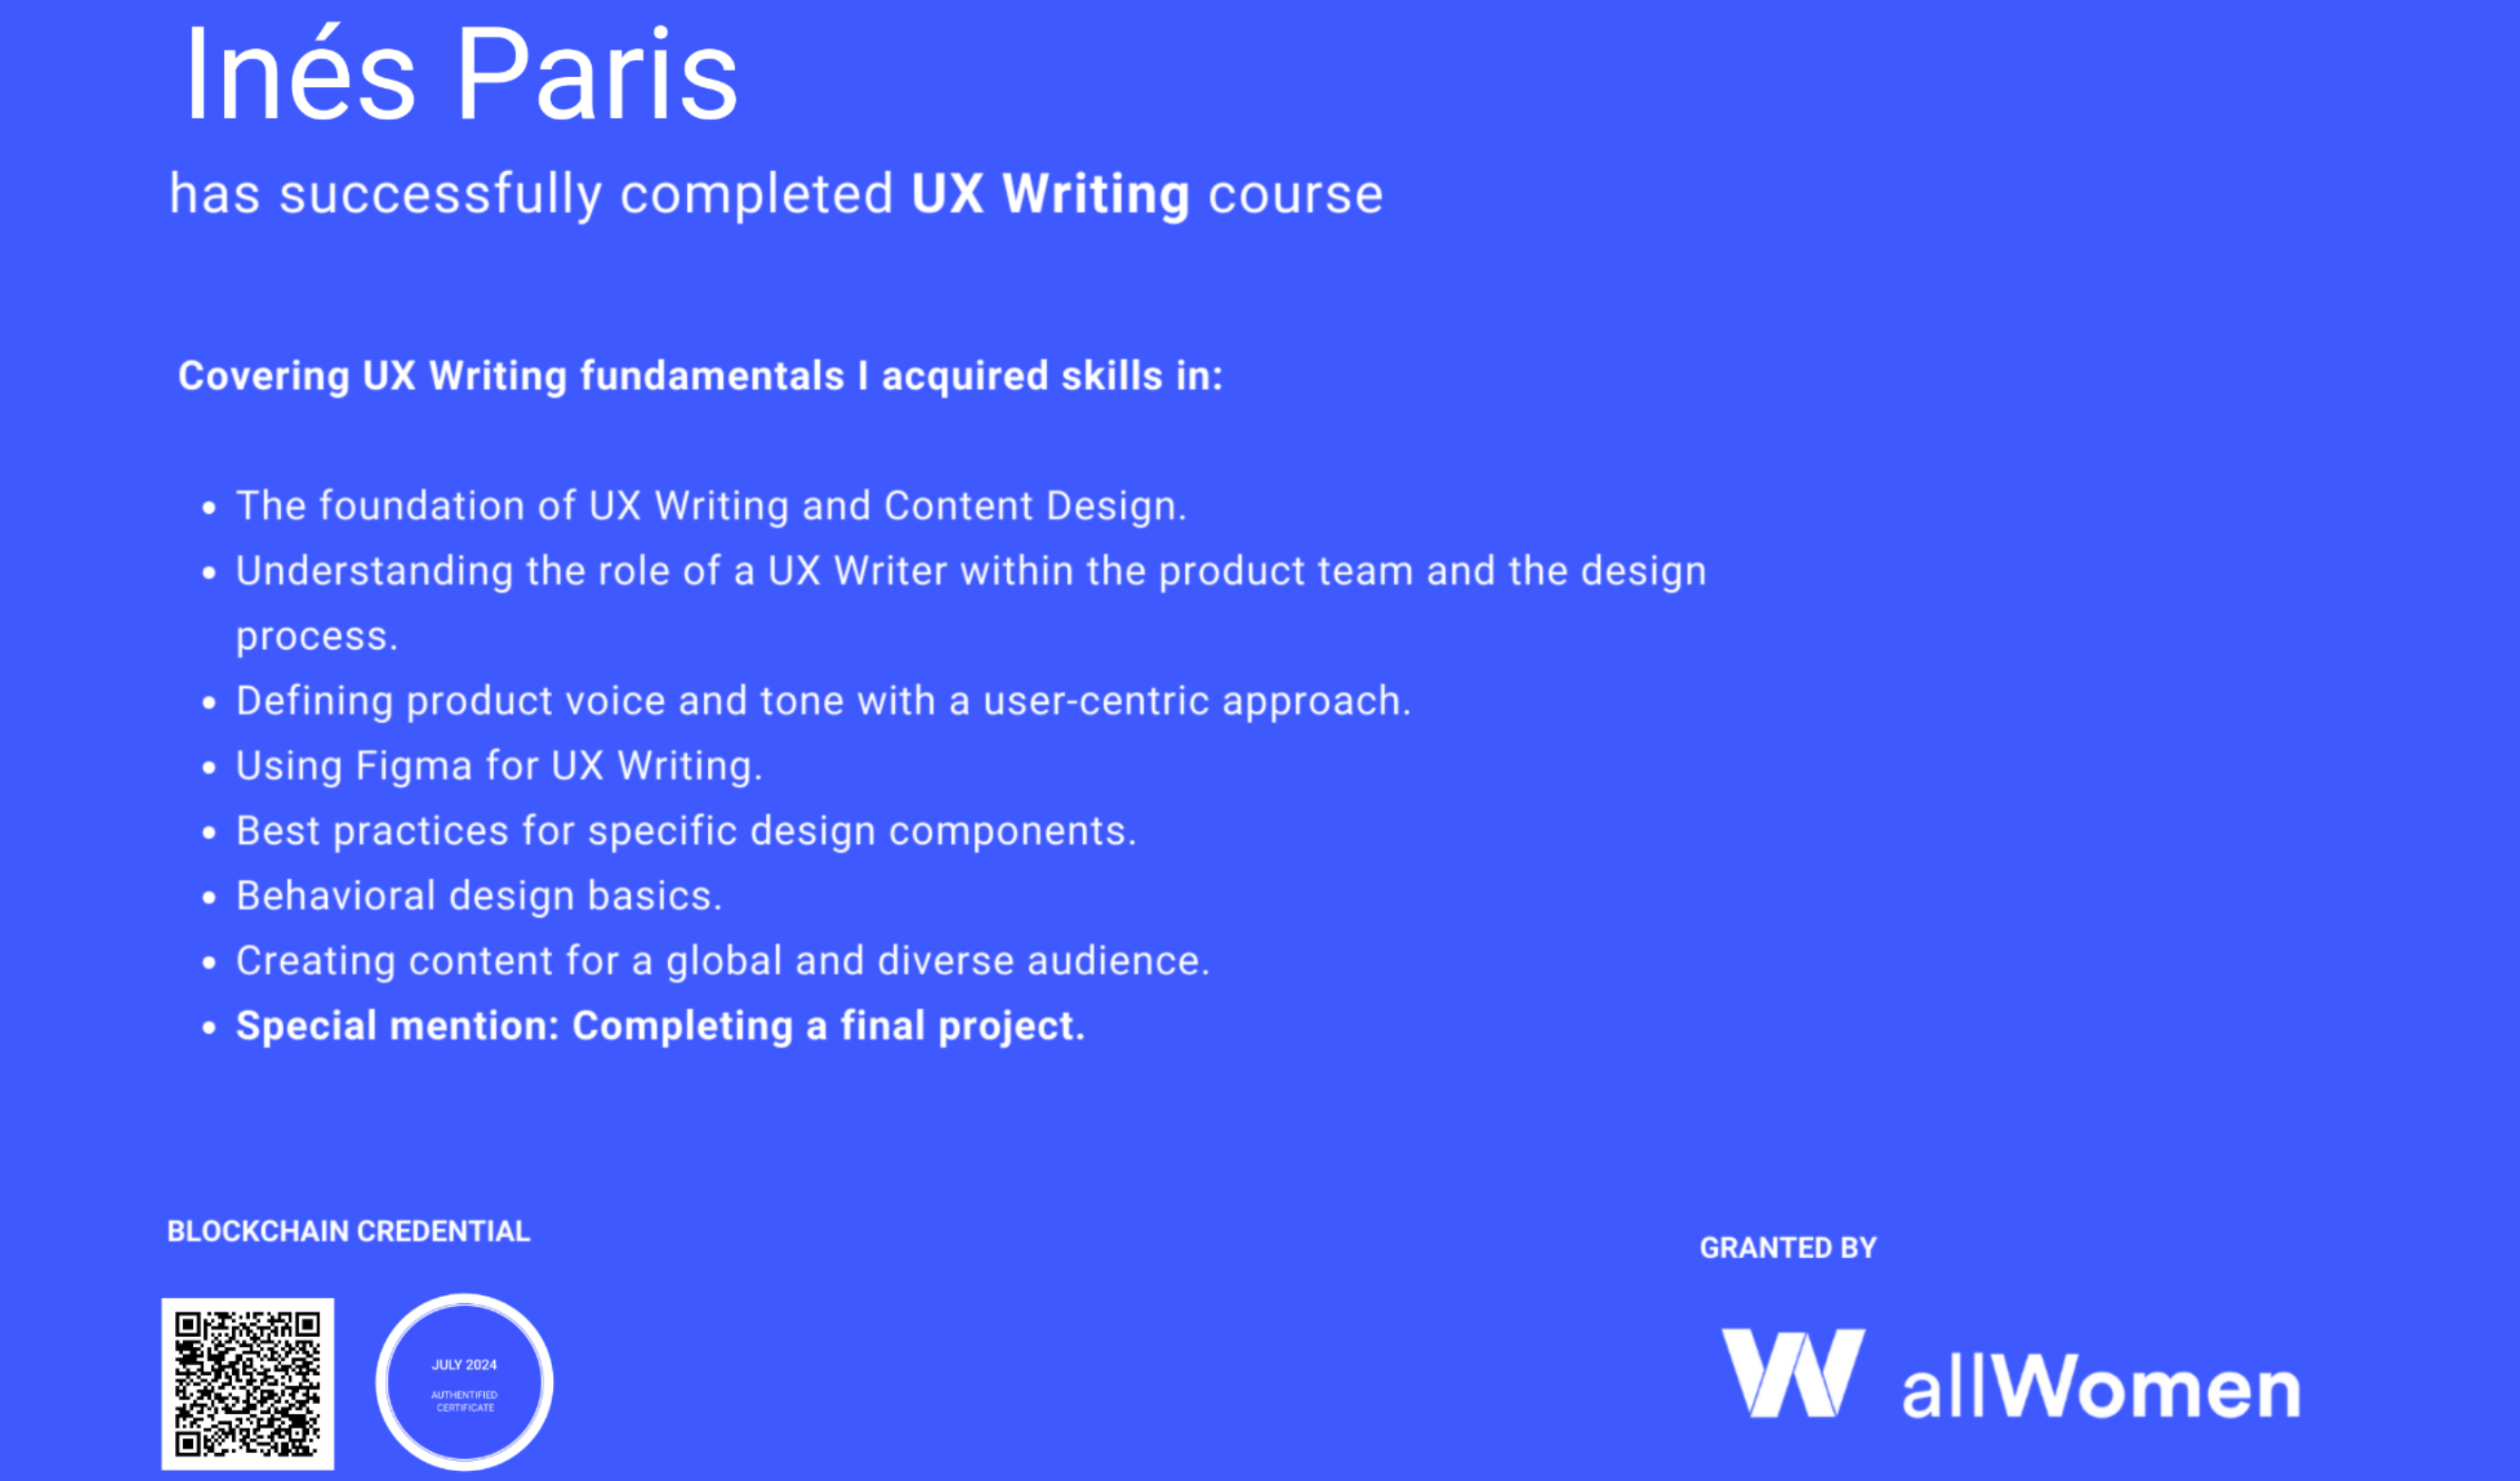 Inés Paris
has successfully completed UX Writing course
Covering UX Writing fundamentals I acquired skills in:
• The foundation of UX Writing and Content Design.
• Understanding the role of a UX Writer within the product team and the design
process.
• Defining product voice and tone with a user-centric approach.
• Using Figma for UX Writing.
• Best practices for specific design components.
• Behavioral design basics.
• Creating content for a global and diverse audience.
• Special mention: Completing a final project.
BLOCKCHAIN CREDENTIAL
JULY 2024
AUTHENTIFIED
CERTIFICATE
GRANTED BY
allWomen